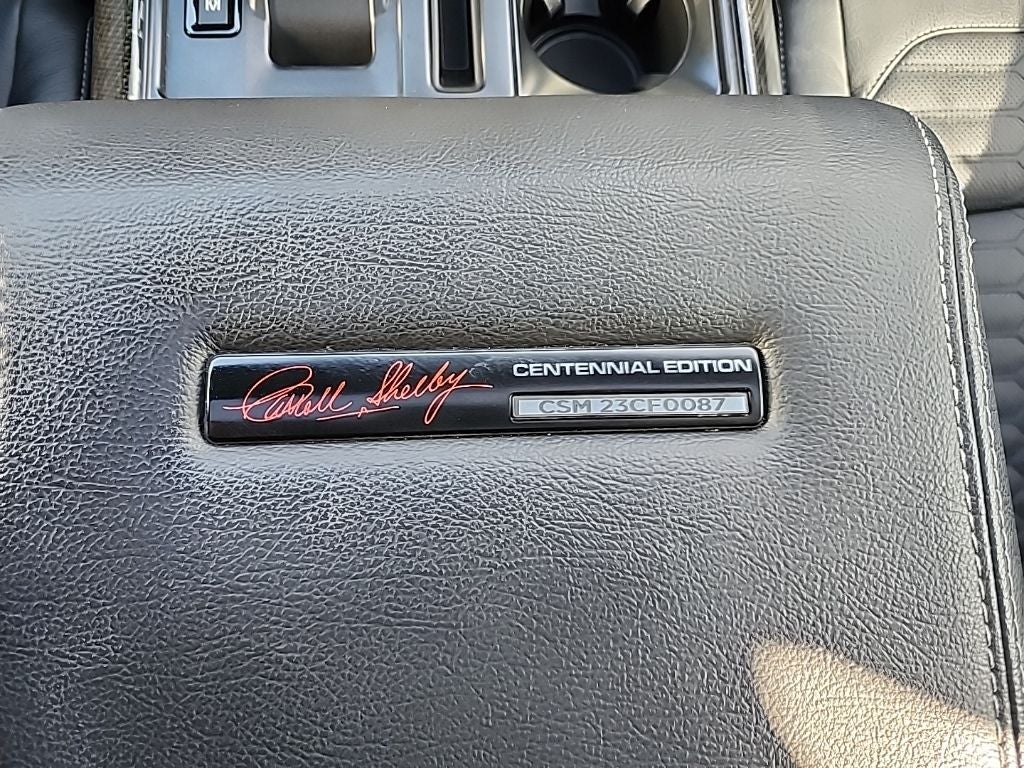 M
Carroll Shelby
CENTENNIAL EDITION
CSM 23CF0087